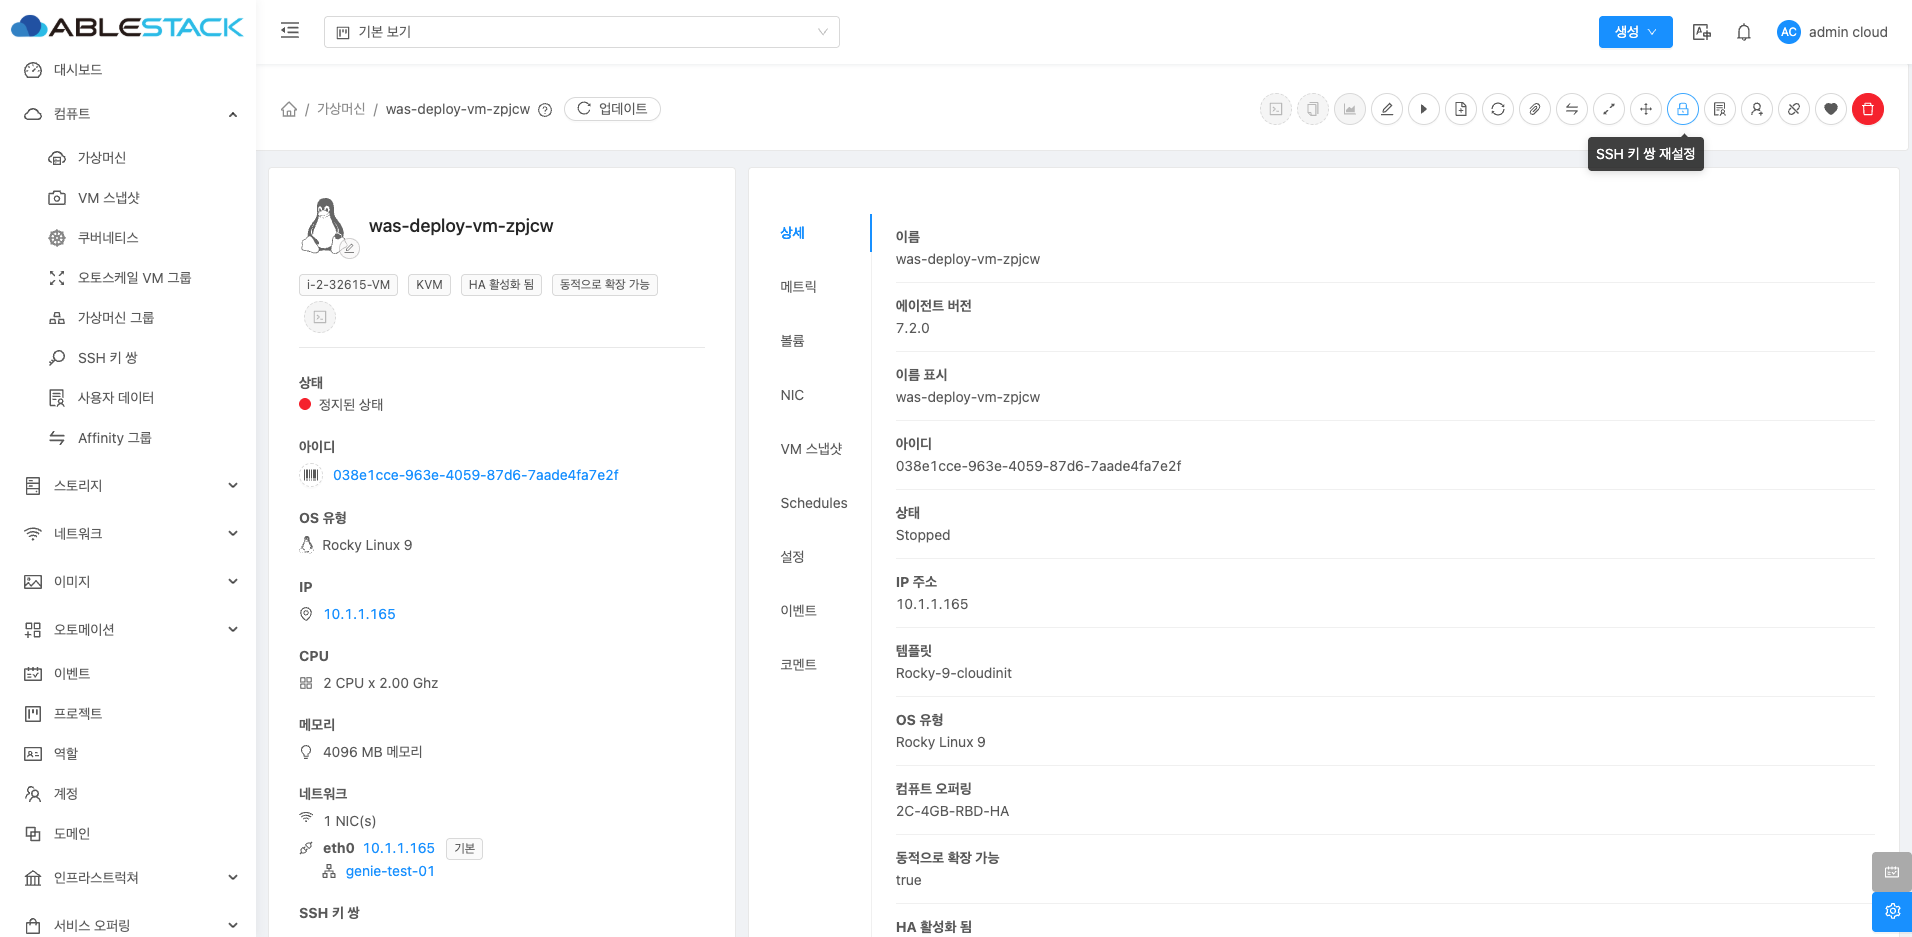 ABLESTACK
기본 보기
생성
AC
admin cloud
대시보드
컴퓨트
가상머신
VM 스냅샷
쿠버네티스
오토스케일 VM 그룹
가상머신 그룹
SSH 키 쌍
사용자 데이터
Affinity 그룹
스토리지
네트워크
이미지
오토메이션
이벤트
프로젝트
역할
계정
도메인
인프라스트럭쳐
서비스 오퍼링
/ 가상머신 / was-deploy-vm-zpjcw
업데이트
SSH 키 쌍 재설정
was-deploy-vm-zpjcw
i-2-32615-VM
KVM
HA 활성화 됨
동적으로 확장 가능
상태
정지된 상태
아이디
038e1cce-963e-4059-87d6-7aade4fa7e2f
OS 유형
Rocky Linux 9
IP
10.1.1.165
CPU
2 CPU x 2.00 Ghz
메모리
4096 MB 메모리
네트워크
1 NIC(s)
eth0 10.1.1.165 기본
genie-test-01
SSH 키 쌍
상세
메트릭
볼륨
NIC
VM 스냅샷
Schedules
설정
이벤트
코멘트
이름
was-deploy-vm-zpjcw
에이전트 버전
7.2.0
이름 표시
was-deploy-vm-zpjcw
아이디
038e1cce-963e-4059-87d6-7aade4fa7e2f
상태
Stopped
IP 주소
10.1.1.165
템플릿
Rocky-9-cloudinit
OS 유형
Rocky Linux 9
컴퓨트 오퍼링
2C-4GB-RBD-HA
동적으로 확장 가능
true
HA 활성화 됨